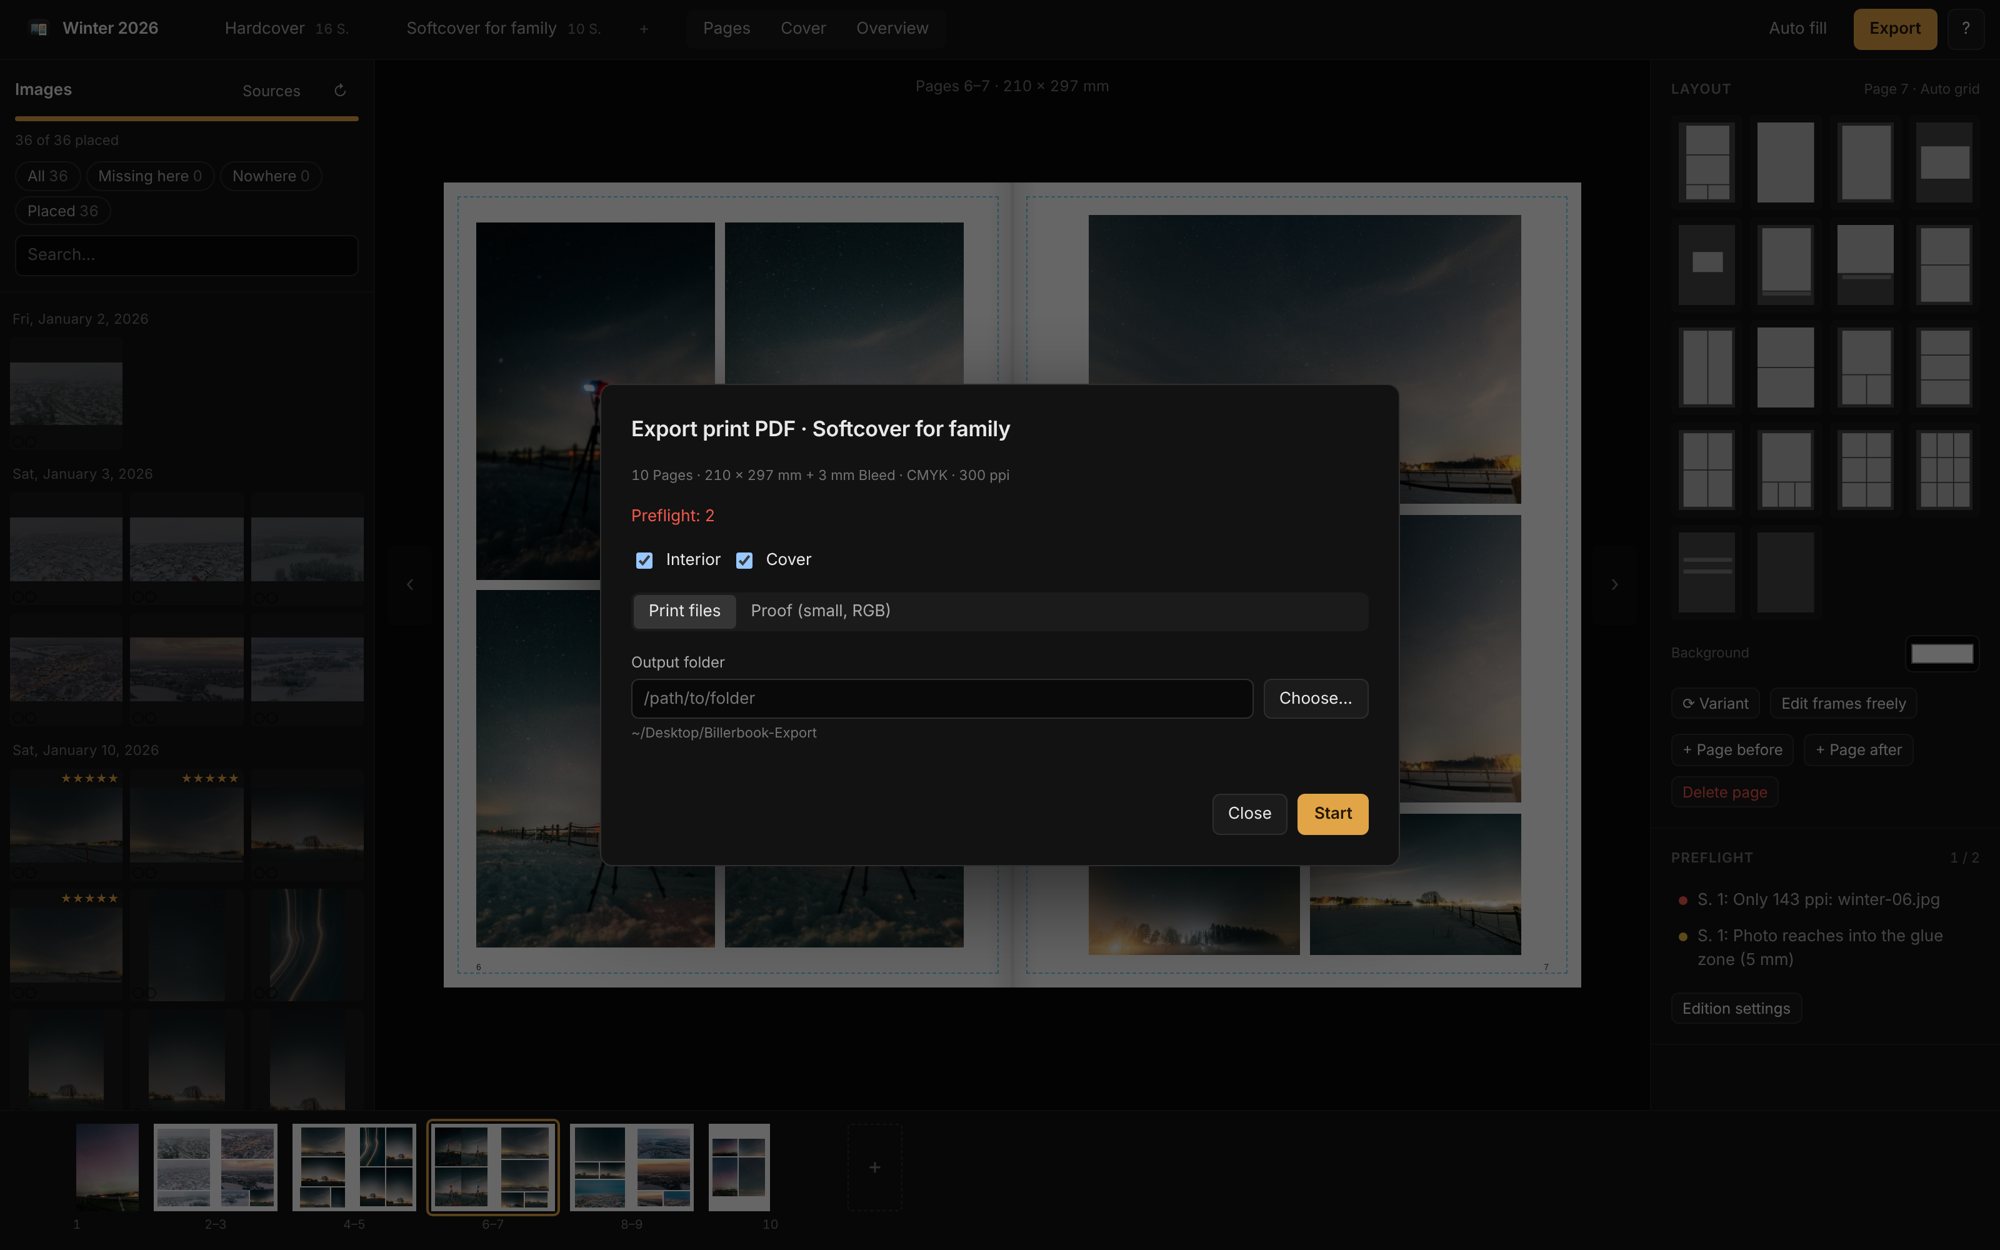 Winter 2026
Hardcover 16 S.
Softcover for family 10 S.
+
Pages
Cover
Overview
Auto fill
Export
?
Images
Sources
36 of 36 placed
All 36
Missing here 0
Nowhere 0
Placed 36
Search...
Fri, January 2, 2026
Sat, January 3, 2026
Sat, January 10, 2026
Pages 6–7 · 210 × 297 mm
6
7
Export print PDF · Softcover for family
10 Pages · 210 × 297 mm + 3 mm Bleed · CMYK · 300 ppi
Preflight: 2
Interior
Cover
Print files
Proof (small, RGB)
Output folder
/path/to/folder
Choose...
~/Desktop/Billerbook-Export
Close
Start
LAYOUT
Page 7 · Auto grid
Background
⟳ Variant
Edit frames freely
+ Page before
+ Page after
Delete page
PREFLIGHT
1 / 2
S. 1: Only 143 ppi: winter-06.jpg
S. 1: Photo reaches into the glue
zone (5 mm)
Edition settings
1
2–3
4–5
6–7
8–9
10
+